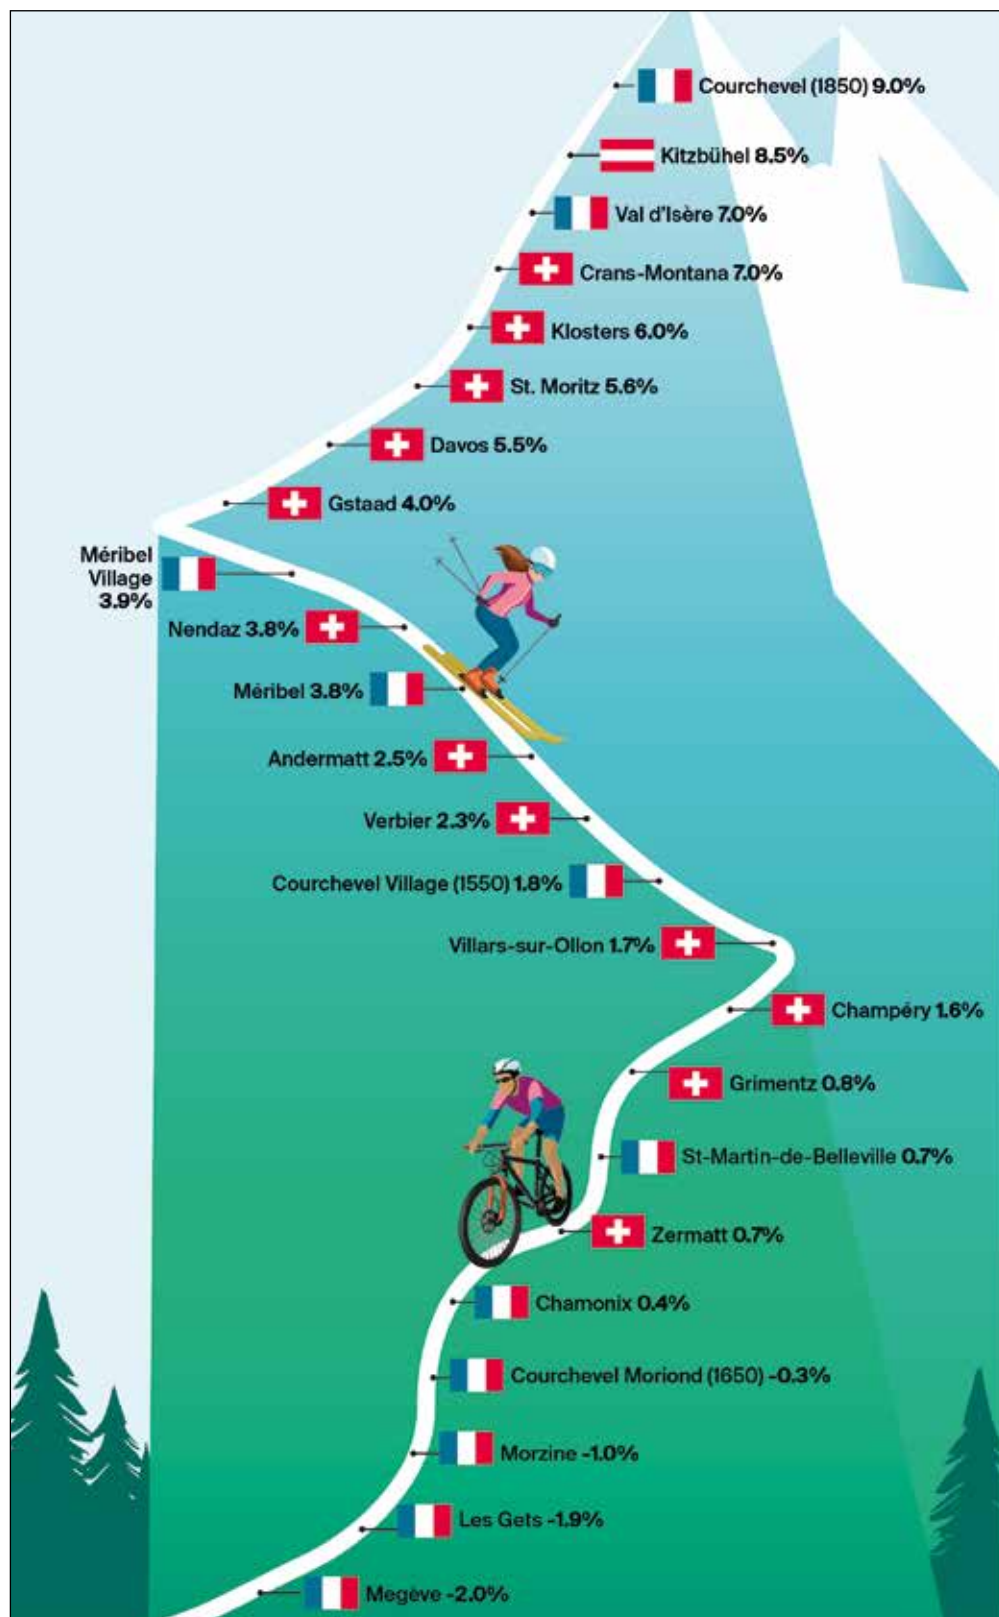 Courchevel (1850) 9.0%
Kitzbühel 8.5%
Val d'Isère 7.0%
Crans-Montana 7.0%
Klosters 6.0%
St. Moritz 5.6%
Davos 5.5%
Gstaad 4.0%
Méribel
Village
3.9%
Nendaz 3.8%
Méribel 3.8%
Andermatt 2.5%
Verbier 2.3%
Courchevel Village (1550) 1.8%
Villars-sur-Ollon 1.7%
Champéry 1.6%
Grimentz 0.8%
St-Martin-de-Belleville 0.7%
Zermatt 0.7%
Chamonix 0.4%
Courchevel Moriond (1650) -0.3%
Morzine -1.0%
Les Gets -1.9%
Megève -2.0%